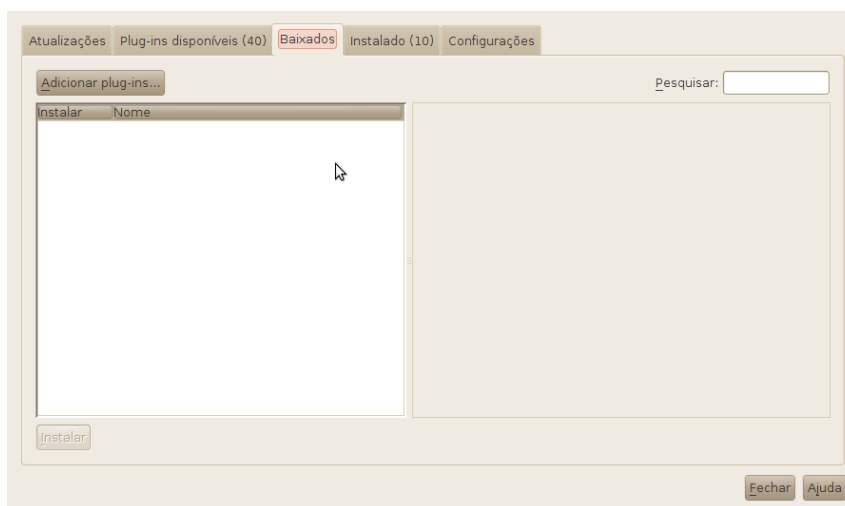 Atualizações Plug-ins disponíveis (40) Baixados Instalado (10) Configurações
Adicionar plug-ins... Pesquisar:
Instalar Nome
Instalar
Fechar Ajuda